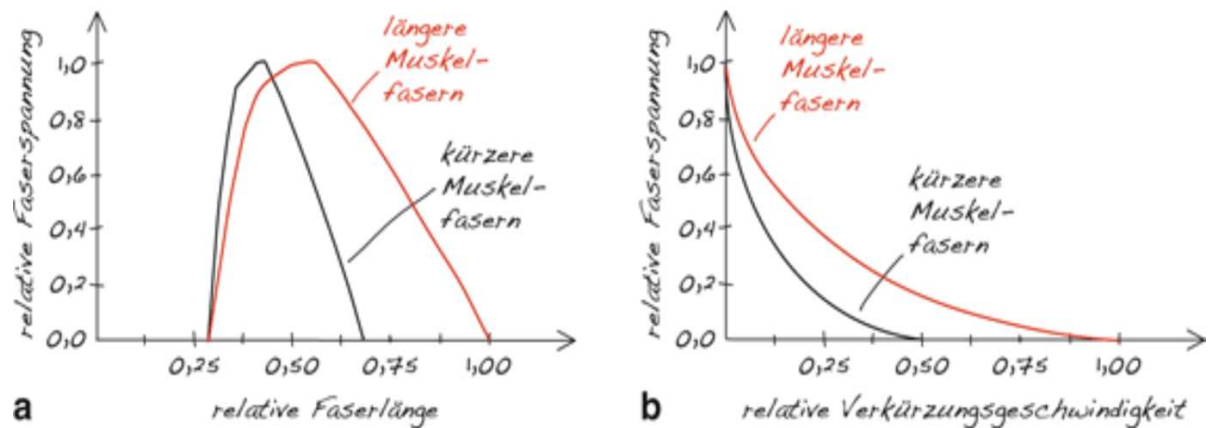 relative Faserspannung
1,0
0,8
0,6
0,4
0,2
0,0
0,25
0,50
0,75
1,00
längere
Muskel-
fasern
kürzere
Muskel-
fasern
a
relative Faserlänge
relative Faserspannung
1,0
0,8
0,6
0,4
0,2
0,0
0,25
0,50
0,75
1,00
längere
Muskel-
fasern
kürzere
Muskel-
fasern
b
relative Verkürzungsgeschwindigkeit